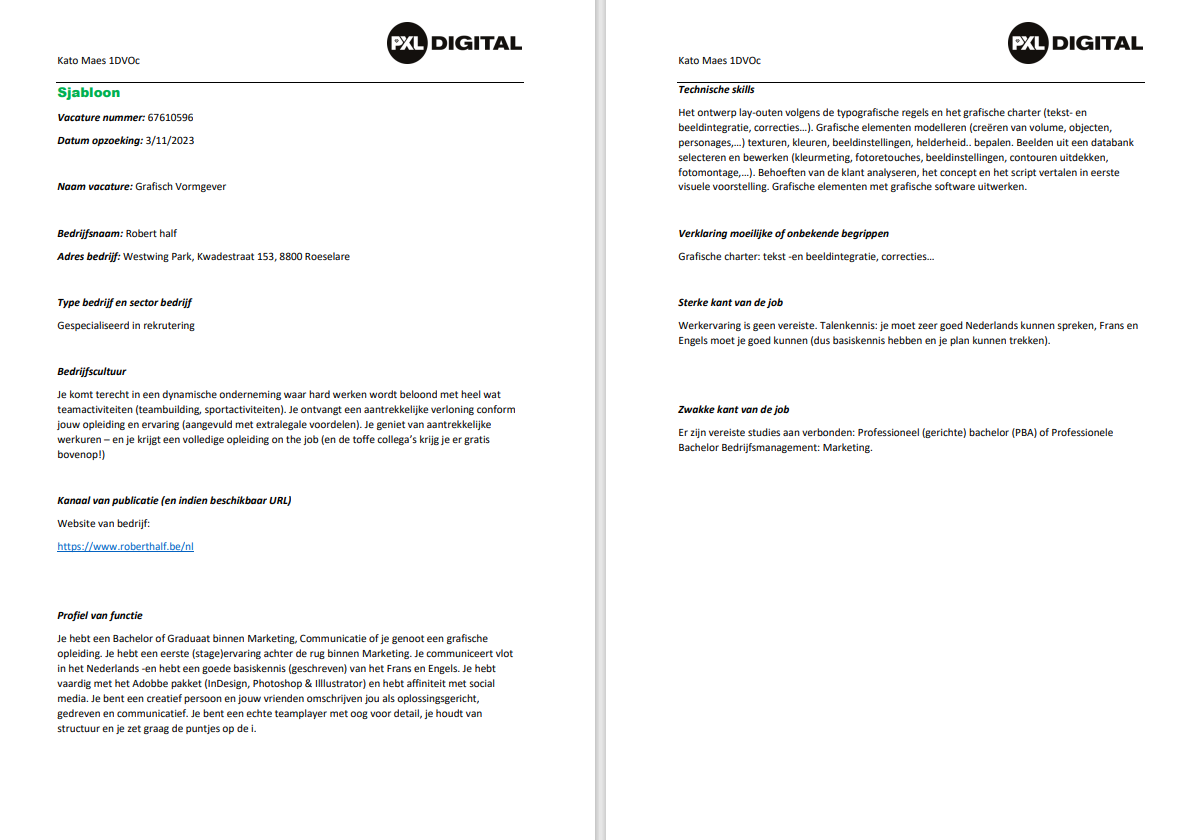 PXL DIGITAL
Kato Maes 1DVOc
Sjabloon
Vacature nummer: 67610596
Datum opzoeking: 3/11/2023
Naam vacature: Grafisch Vormgever
Bedrijfsnaam: Robert half
Adres bedrijf: Westwing Park, Kwadestraat 153, 8800 Roeselare
Type bedrijf en sector bedrijf
Gespecialiseerd in rekrutering
Bedrijfscultuur
Je komt terecht in een dynamische onderneming waar hard werken wordt beloond met heel wat
teamactiviteiten (teambuilding, sportactiviteiten). Je ontvangt een aantrekkelijke verloning conform
jouw opleiding en ervaring (aangevuld met extralegale voordelen). Je geniet van aantrekkelijke
werkuren – en je krijgt een volledige opleiding on the job (en de toffe collega's krijg je er gratis
bovenop!)
Kanaal van publicatie (en indien beschikbaar URL)
Website van bedrijf:
https://www.roberthalf.be/nl
Profiel van functie
Je hebt een Bachelor of Graduaat binnen Marketing, Communicatie of je genoot een grafische
opleiding. Je hebt een eerste (stage)ervaring achter de rug binnen Marketing. Je communiceert vlot
in het Nederlands -en hebt een goede basiskennis (geschreven) van het Frans en Engels. Je hebt
vaardig met het Adobbe pakket (InDesign, Photoshop & Illlustrator) en hebt affiniteit met social
media. Je bent een creatief persoon en jouw vrienden omschrijven jou als oplossingsgericht,
gedreven en communicatief. Je bent een echte teamplayer met oog voor detail, je houdt van
structuur en je zet graag de puntjes op de i.
PXL DIGITAL
Kato Maes 1DVOc
Technische skills
Het ontwerp lay-outen volgens de typografische regels en het grafische charter (tekst- en
beeldintegratie, correcties…). Grafische elementen modelleren (creëren van volume, objecten,
personages,…) texturen, kleuren, beeldinstellingen, helderheid.. bepalen. Beelden uit een databank
selecteren en bewerken (kleurmeting, fotoretouches, beeldinstellingen, contouren uitdekken,
fotomontage,…). Behoeften van de klant analyseren, het concept en het script vertalen in eerste
visuele voorstelling. Grafische elementen met grafische software uitwerken.
Verklaring moeilijke of onbekende begrippen
Grafische charter: tekst -en beeldintegratie, correcties…
Sterke kant van de job
Werkervaring is geen vereiste. Talenkennis: je moet zeer goed Nederlands kunnen spreken, Frans en
Engels moet je goed kunnen (dus basiskennis hebben en je plan kunnen trekken).
Zwakke kant van de job
Er zijn vereiste studies aan verbonden: Professioneel (gerichte) bachelor (PBA) of Professionele
Bachelor Bedrijfsmanagement: Marketing.